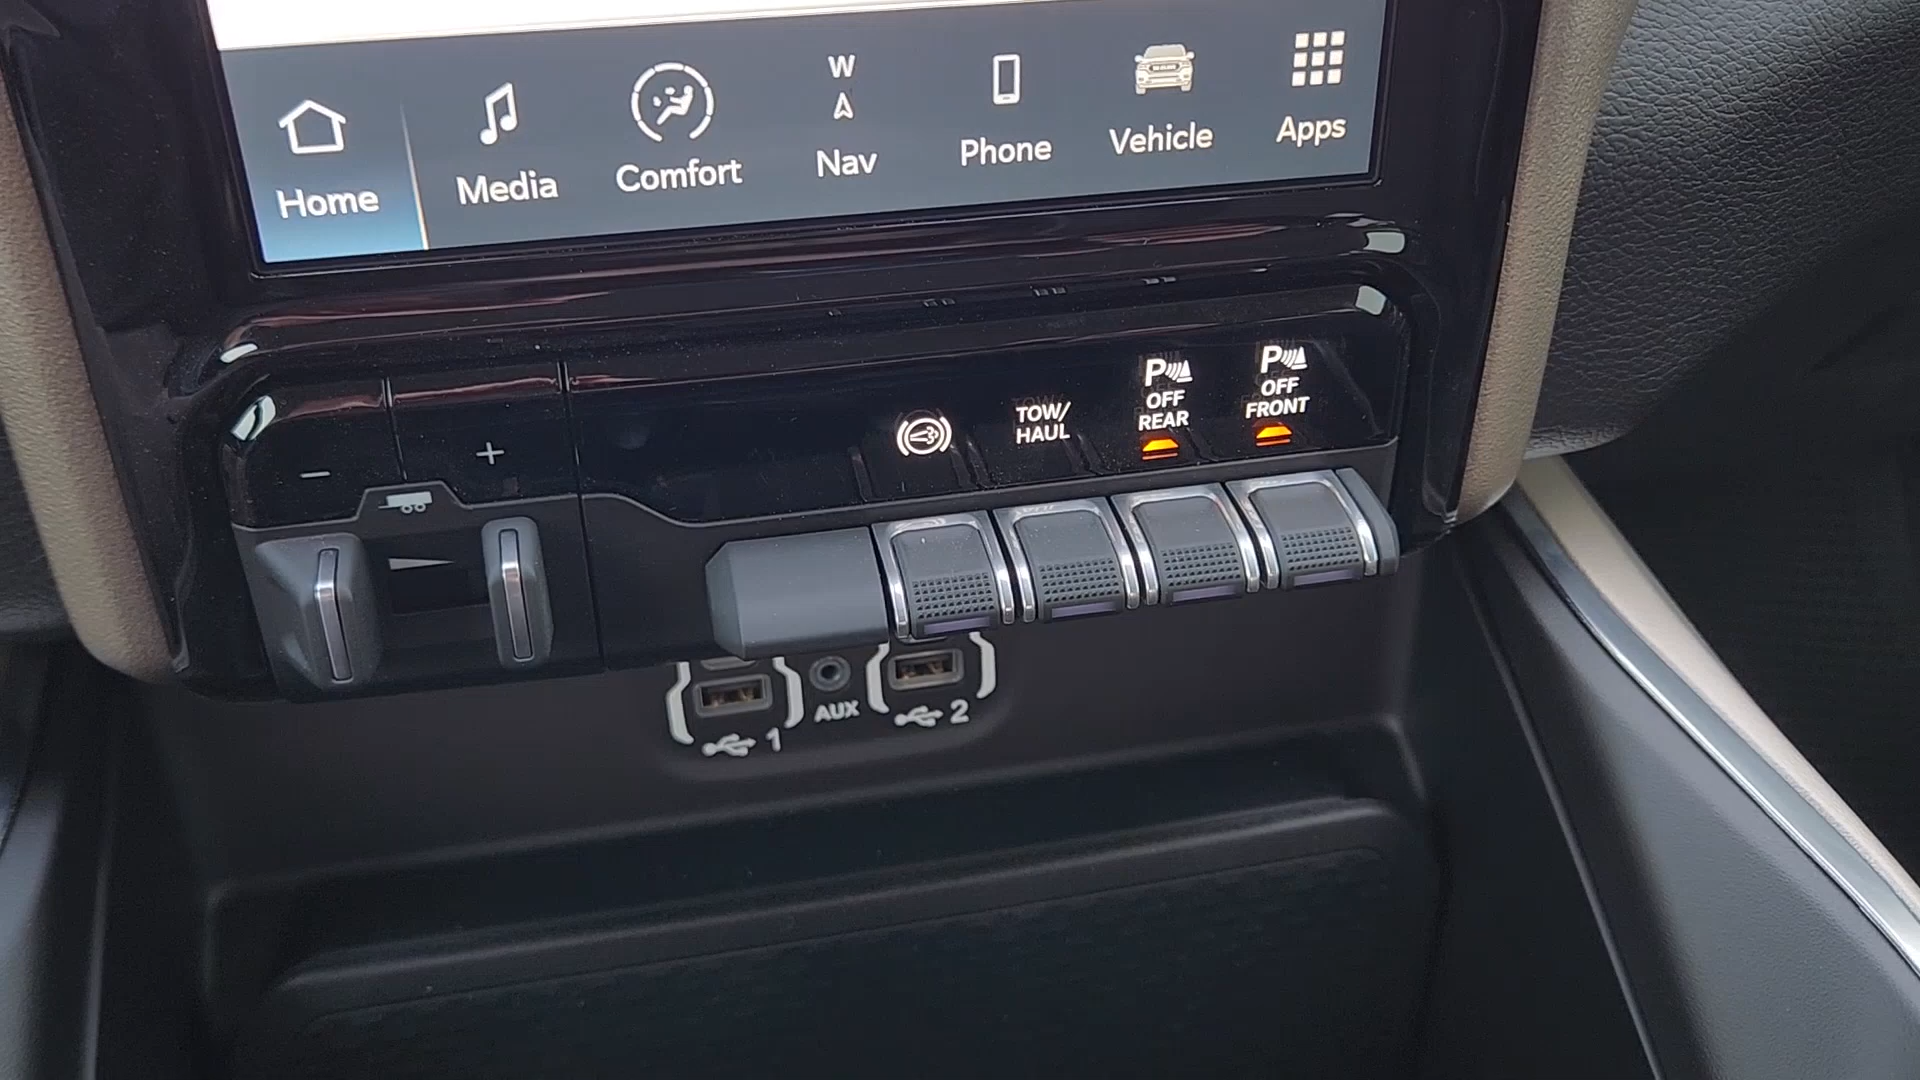 Home
Media
Comfort
W
Nav
Phone
Vehicle
Apps
- +
TOW/
HAUL
P
OFF
REAR
P
OFF
FRONT
1
AUX
2